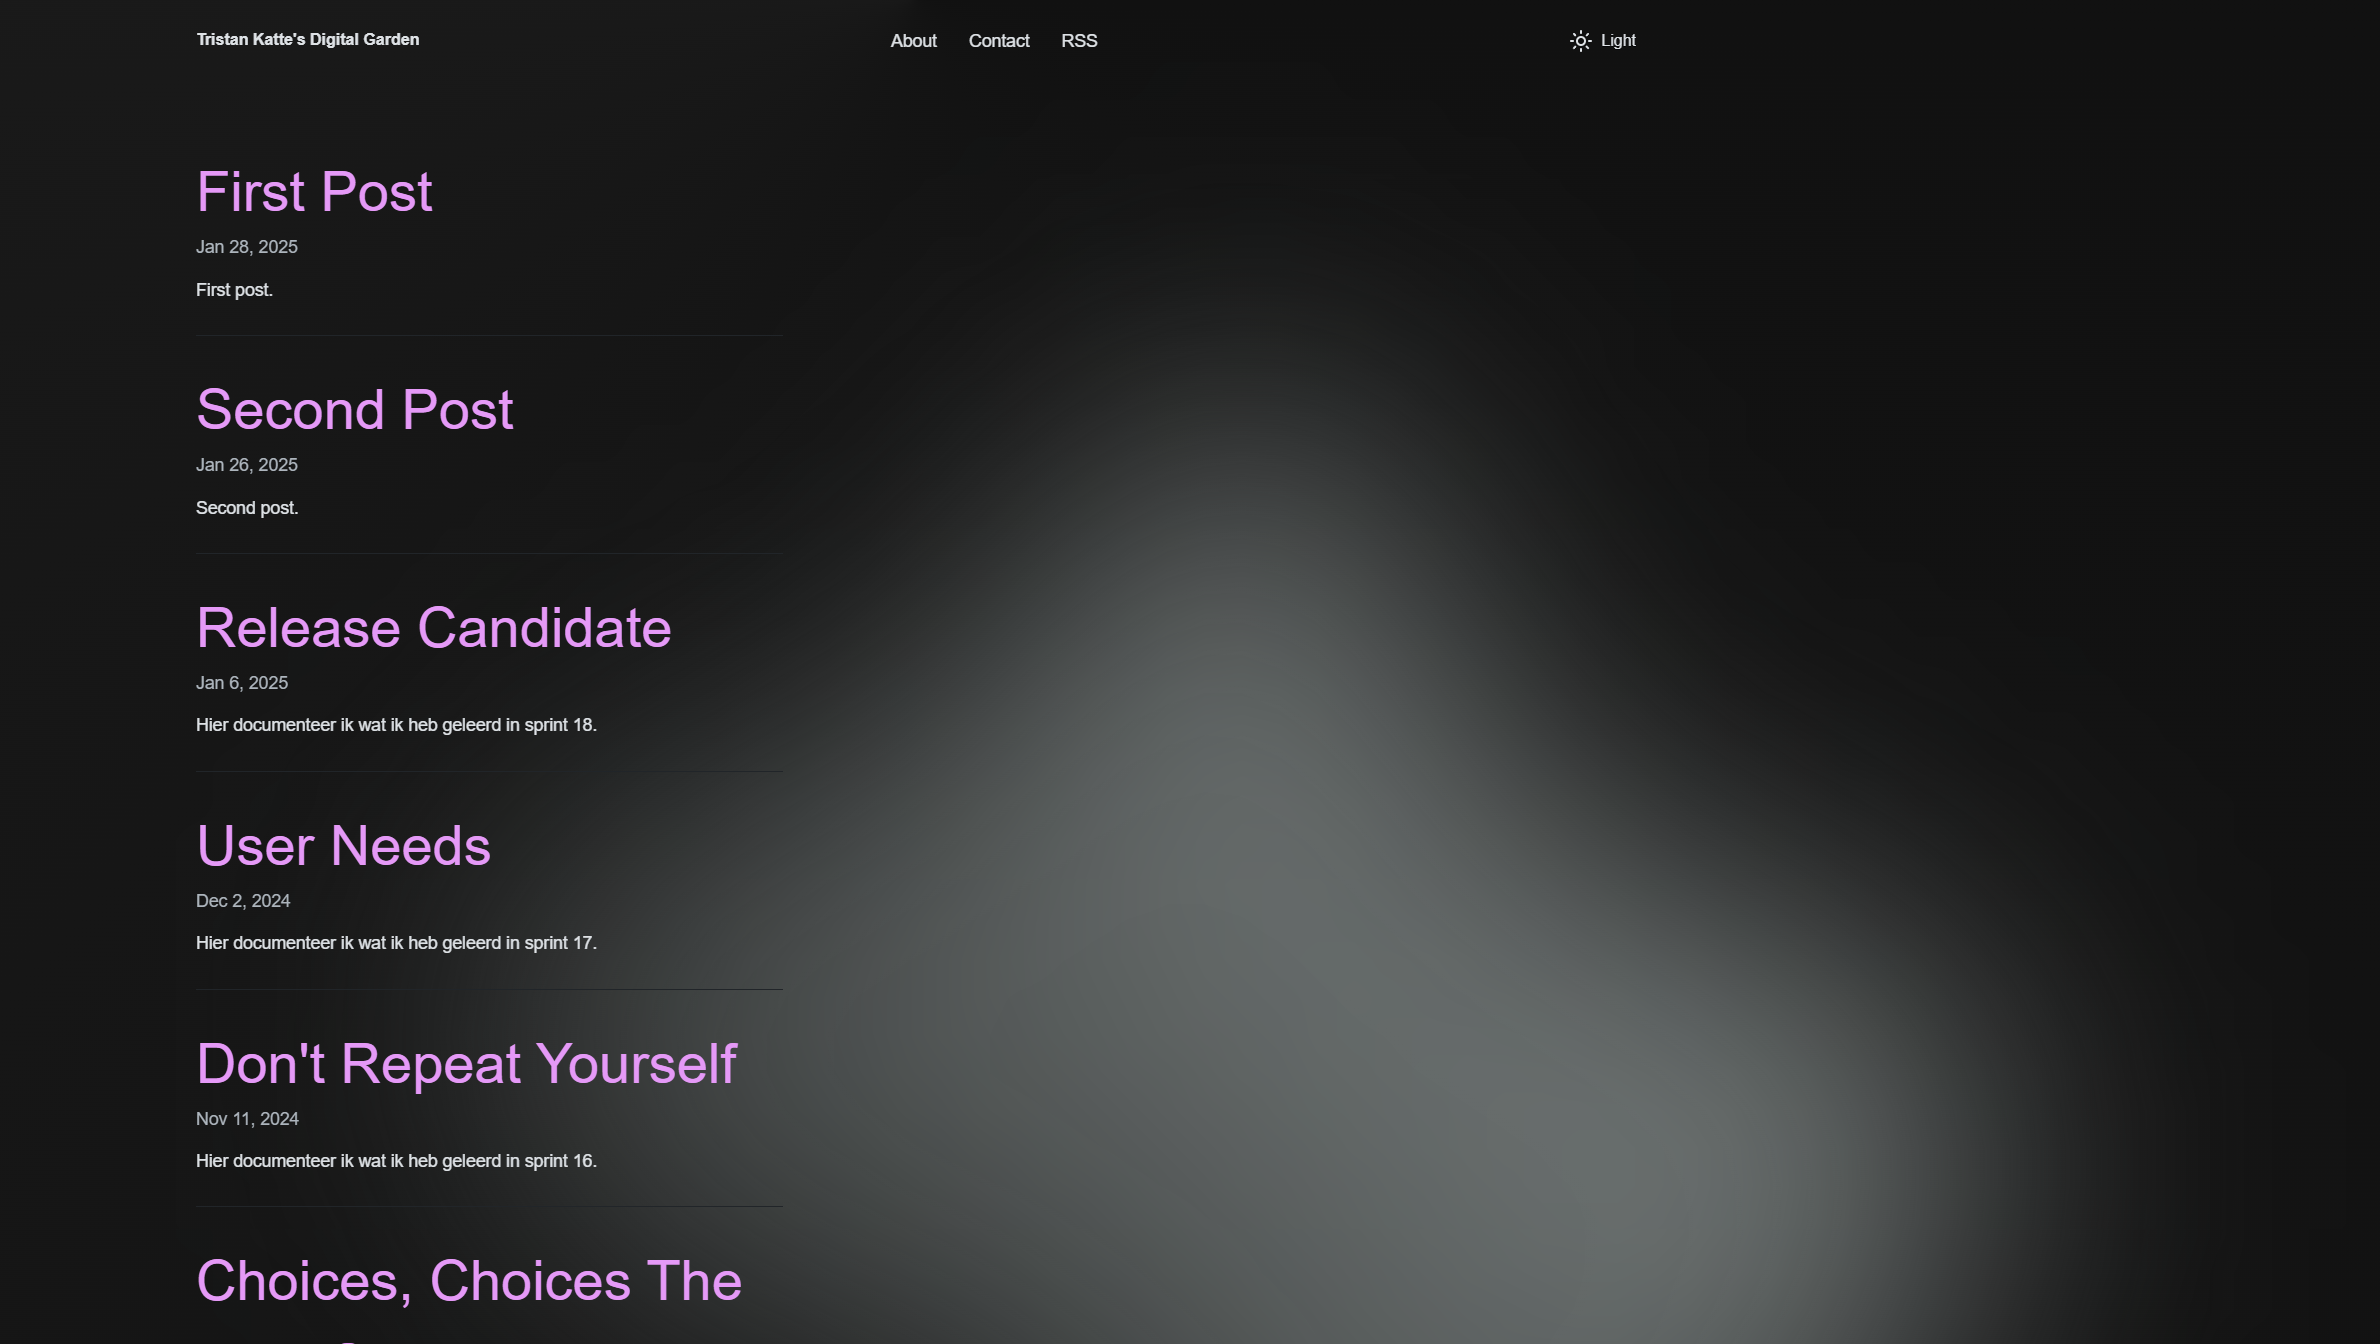 Tristan Katte's Digital Garden
About Contact RSS
Light
First Post
Jan 28, 2025
First post.
Second Post
Jan 26, 2025
Second post.
Release Candidate
Jan 6, 2025
Hier documenteer ik wat ik heb geleerd in sprint 18.
User Needs
Dec 2, 2024
Hier documenteer ik wat ik heb geleerd in sprint 17.
Don't Repeat Yourself
Nov 11, 2024
Hier documenteer ik wat ik heb geleerd in sprint 16.
Choices, Choices The